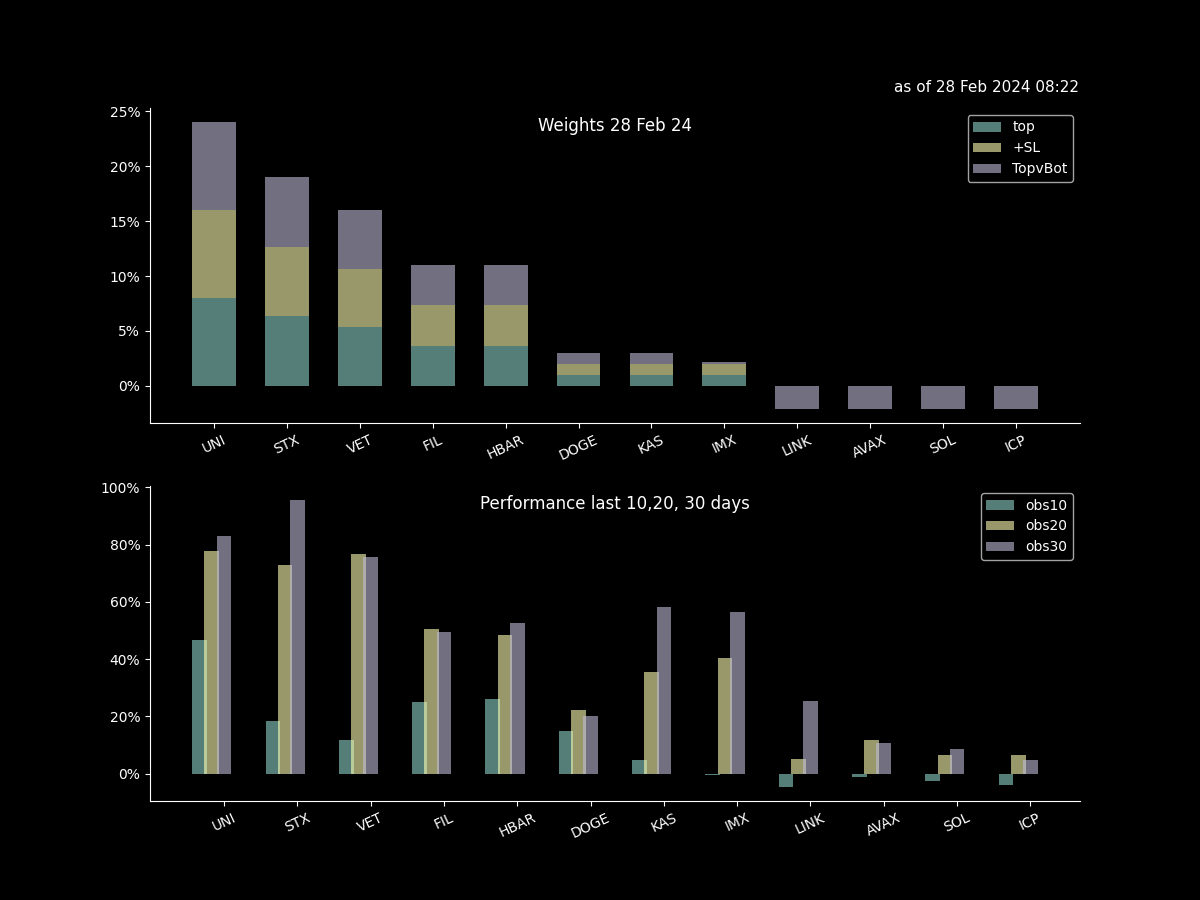 as of 28 Feb 2024 08:22
Weights 28 Feb 24
25%
20%
15%
10%
5%
0%
top
+SL
TopvBot
UNI STX VET FIL HBAR DOGE KAS IMX LINK AVAX SOL ICP
Performance last 10,20, 30 days
100%
80%
60%
40%
20%
0%
obs10
obs20
obs30
UNI STX VET FIL HBAR DOGE KAS IMX LINK AVAX SOL ICP